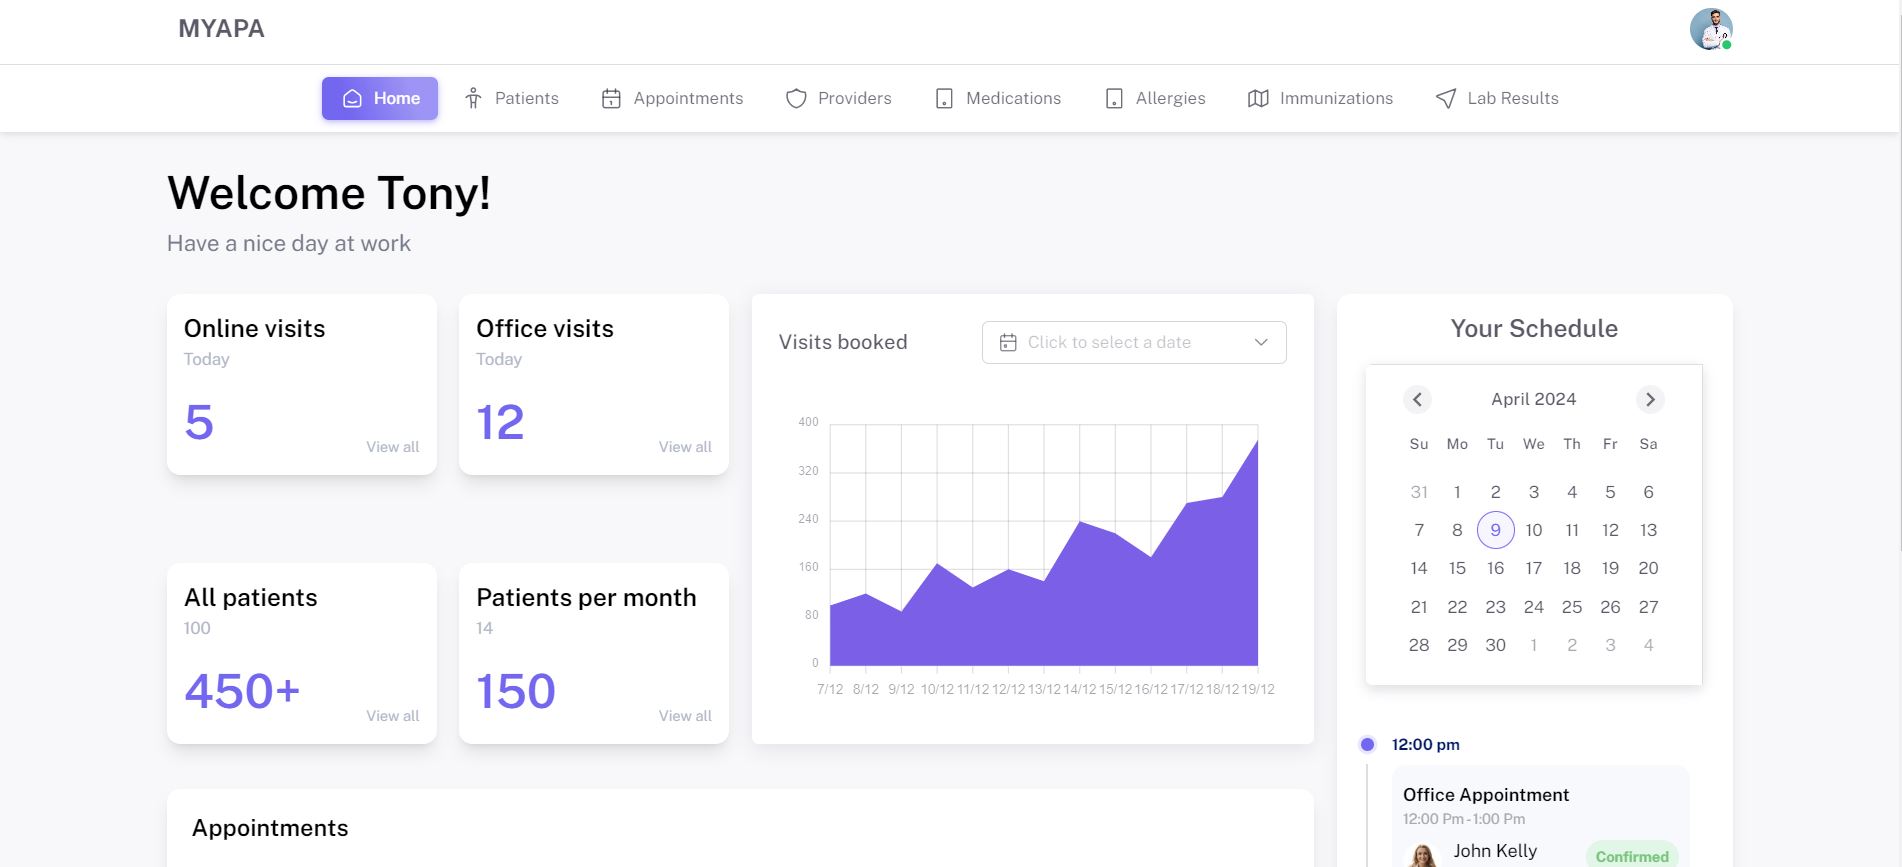 MYAPA
Home Patients Appointments Providers Medications Allergies Immunizations Lab Results
Welcome Tony!
Have a nice day at work
Online visits
Today
5
View all
Office visits
Today
12
View all
All patients
100
450+
View all
Patients per month
14
150
View all
Visits booked
Click to select a date
400
320
240
160
80
0
7/12 8/12 9/12 10/12 11/12 12/12 13/12 14/12 15/12 16/12 17/12 18/12 19/12
Appointments
Your Schedule
April 2024
Su Mo Tu We Th Fr Sa
31 1 2 3 4 5 6
7 8 9 10 11 12 13
14 15 16 17 18 19 20
21 22 23 24 25 26 27
28 29 30 1 2 3 4
12:00 pm
Office Appointment
12:00 Pm - 1:00 Pm
John Kelly
Confirmed